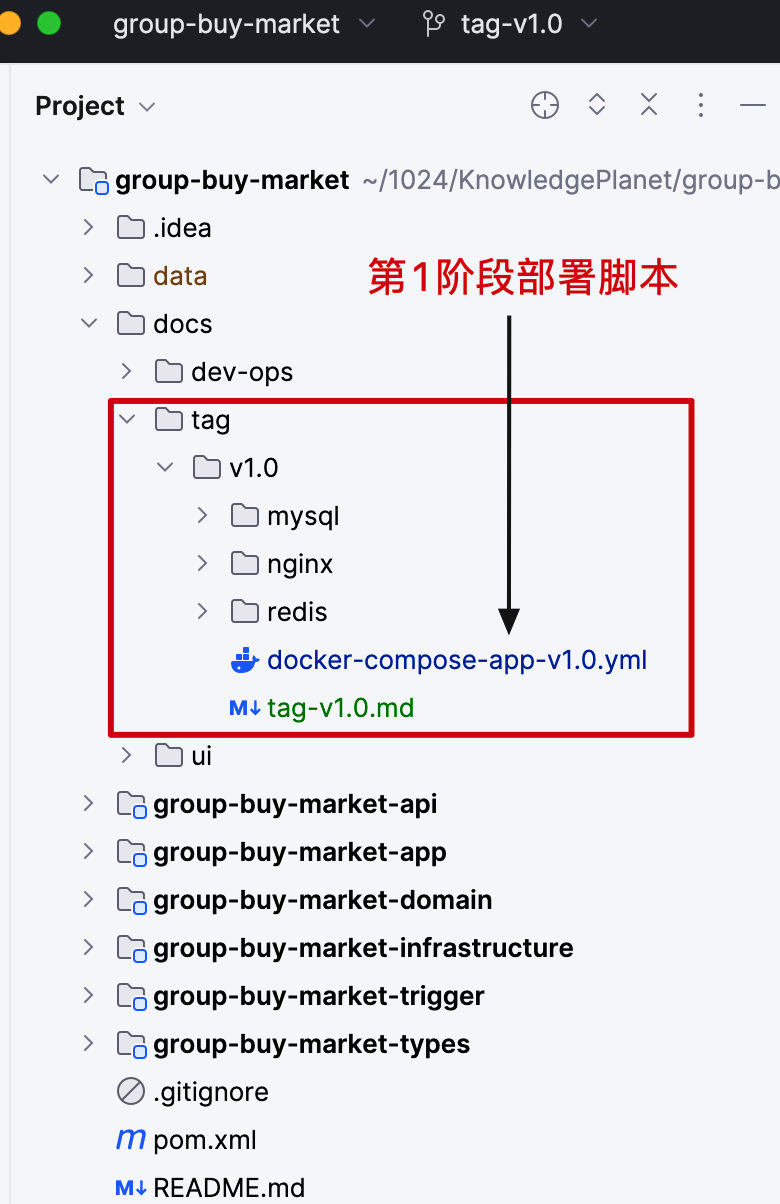 group-buy-market tag-v1.0
Project
group-buy-market ~/1024/KnowledgePlanet/group-b
.idea
data
第1阶段部署脚本
docs
dev-ops
tag
v1.0
mysql
nginx
redis
docker-compose-app-v1.0.yml
M↓ tag-v1.0.md
ui
group-buy-market-api
group-buy-market-app
group-buy-market-domain
group-buy-market-infrastructure
group-buy-market-trigger
group-buy-market-types
.gitignore
m pom.xml
M↓ README.md